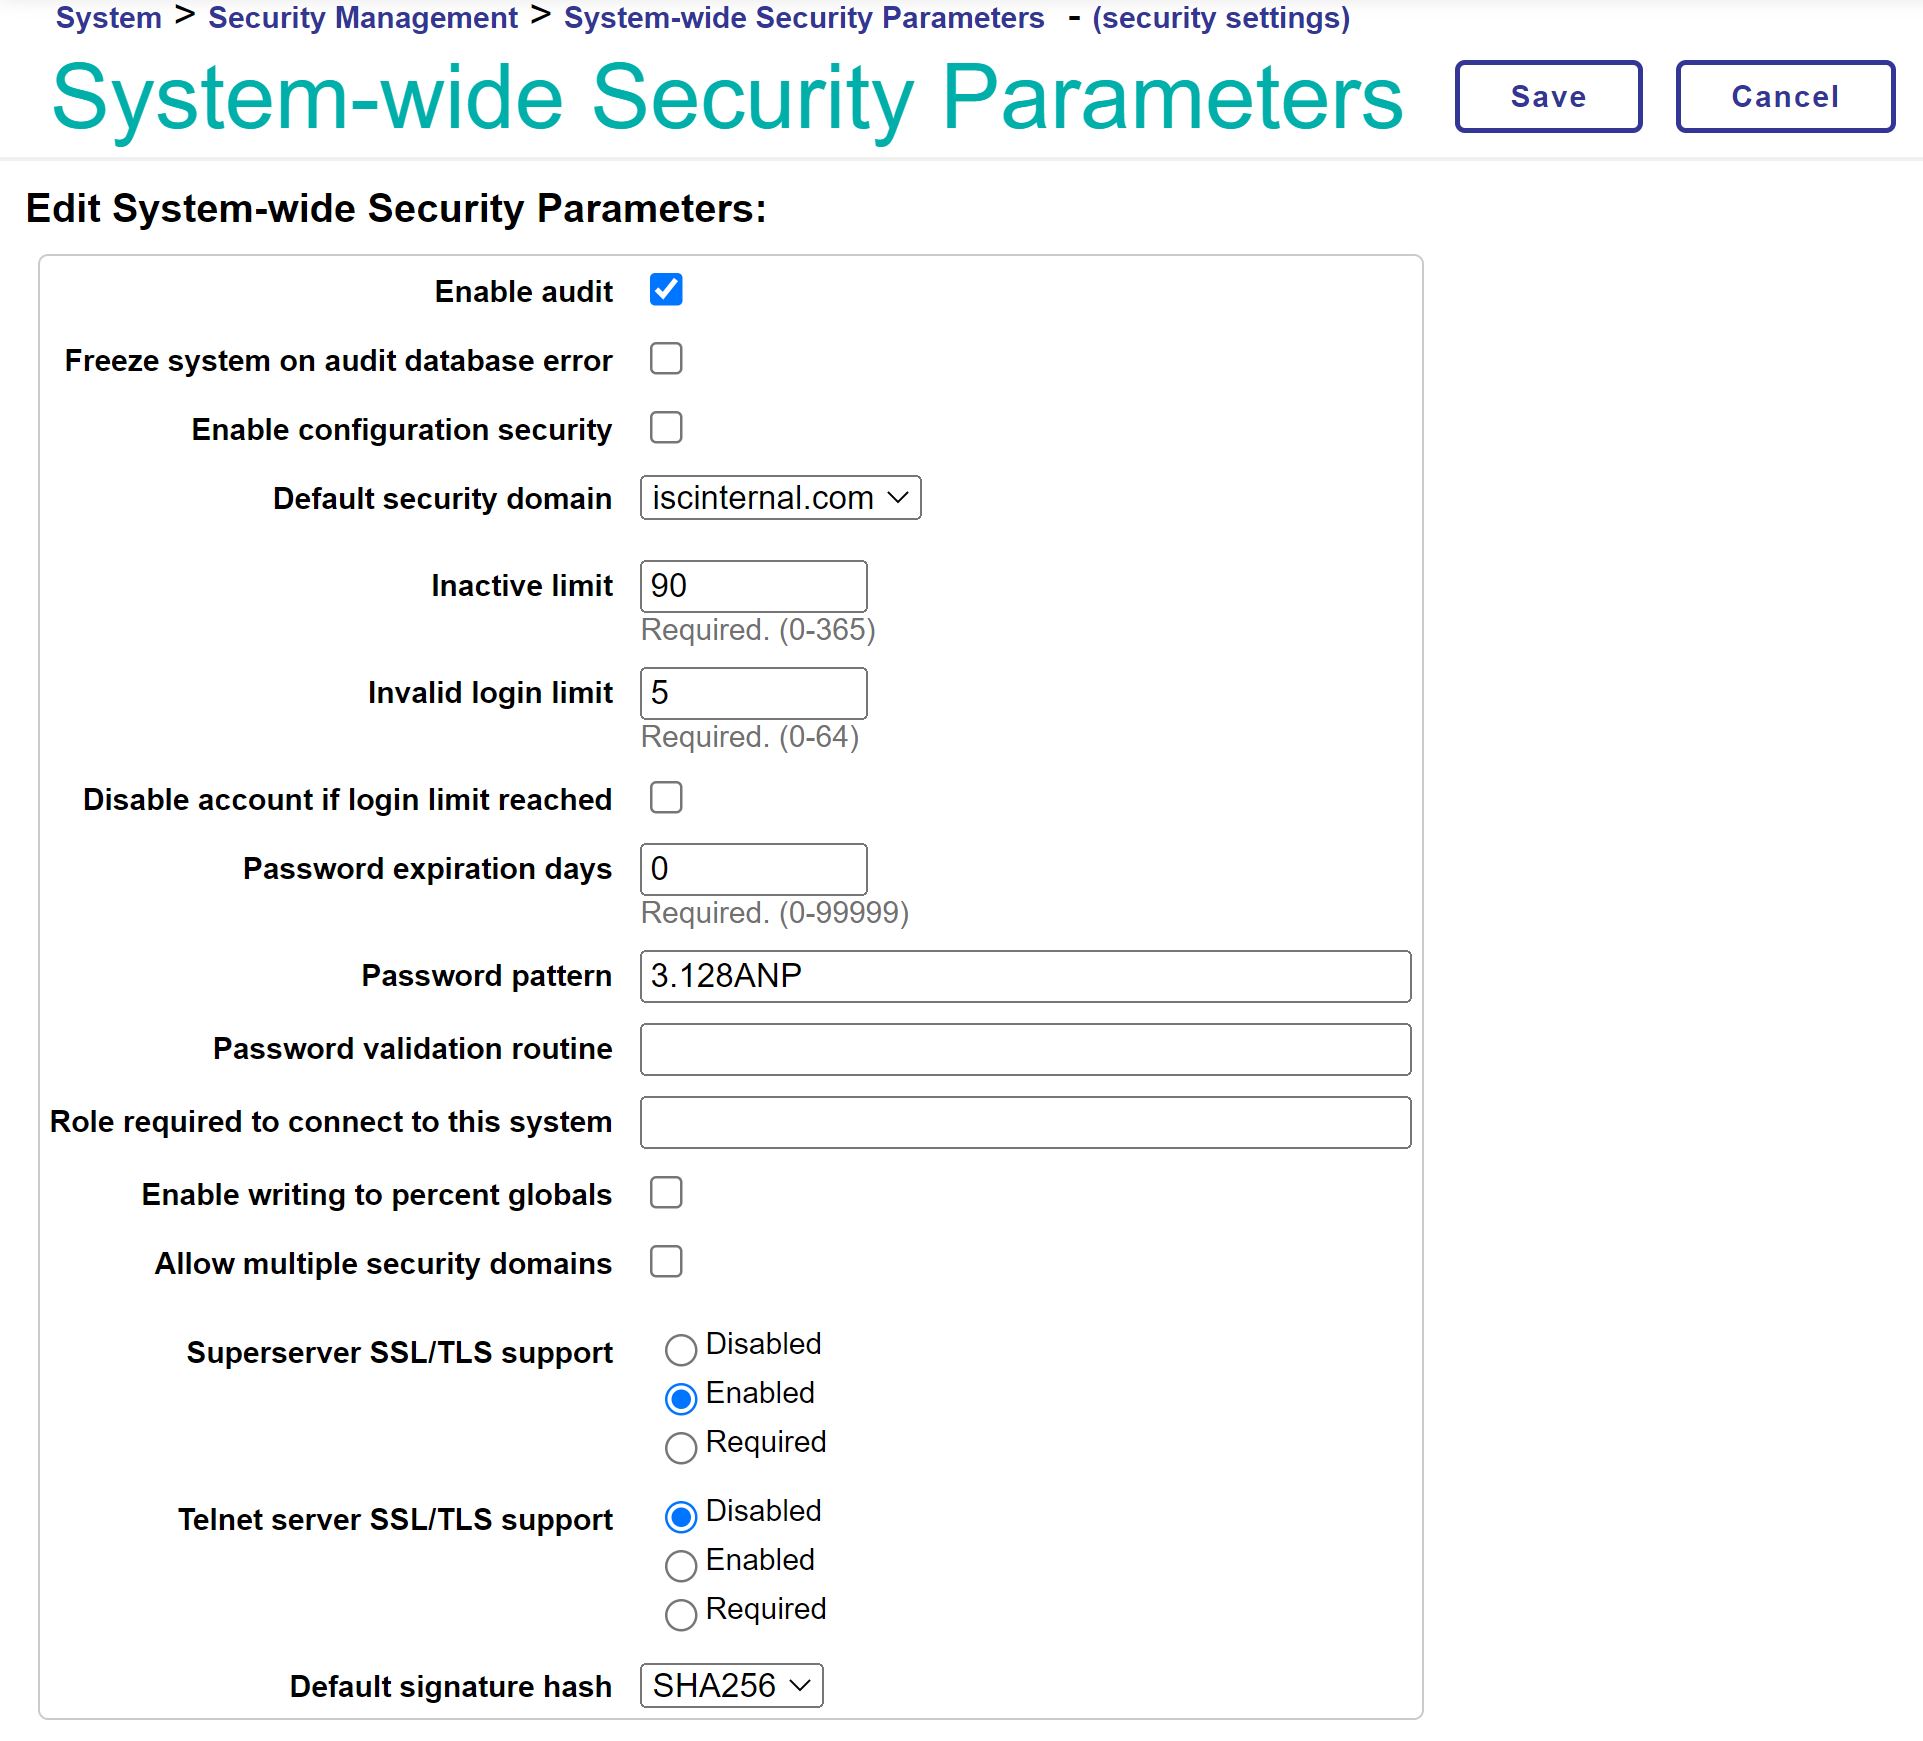 System > Security Management > System-wide Security Parameters - (security settings)
System-wide Security Parameters Save Cancel
Edit System-wide Security Parameters:
Enable audit
Freeze system on audit database error
Enable configuration security
Default security domain iscinternal.com
Inactive limit 90
Required. (0-365)
Invalid login limit 5
Required. (0-64)
Disable account if login limit reached
Password expiration days 0
Required. (0-99999)
Password pattern 3.128ANP
Password validation routine
Role required to connect to this system
Enable writing to percent globals
Allow multiple security domains
Superserver SSL/TLS support Disabled
Enabled
Required
Telnet server SSL/TLS support Disabled
Enabled
Required
Default signature hash SHA256